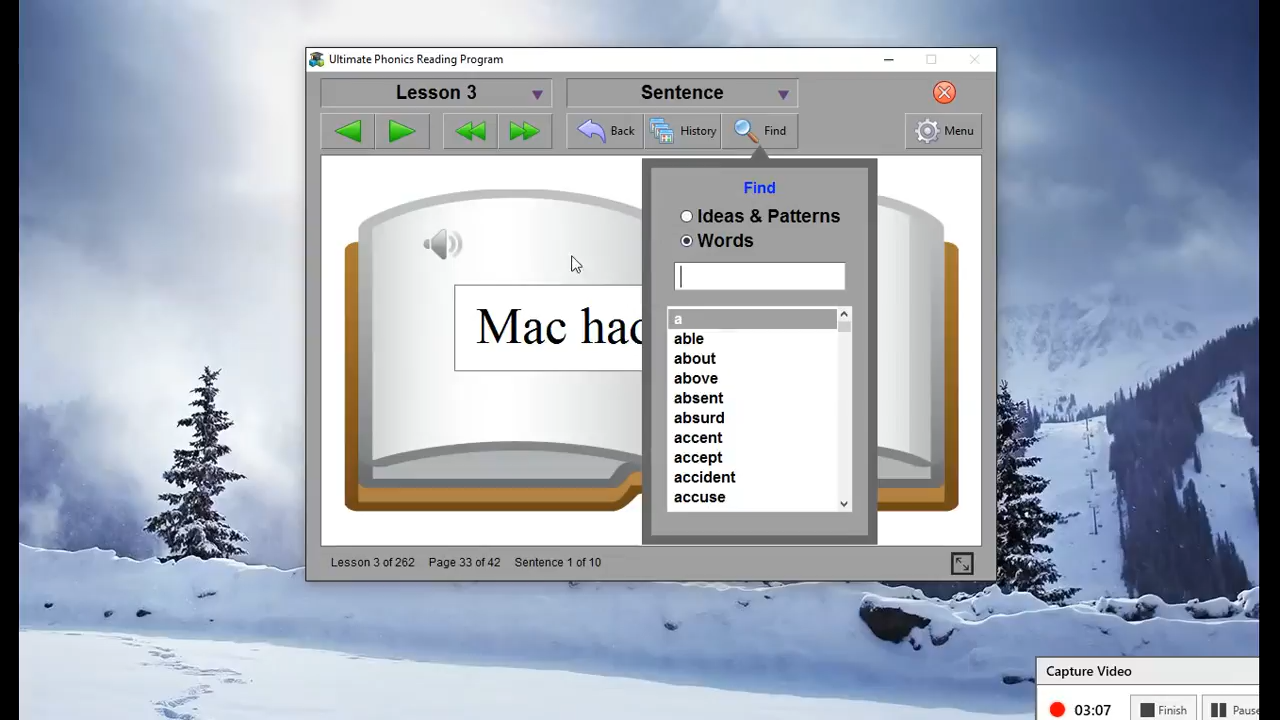 Ultimate Phonics Reading Program
Lesson 3
Sentence
Back
History
Find
Menu
Mac had
Find
Ideas & Patterns
Words
a
able
about
above
absent
absurd
accent
accept
accident
accuse
Lesson 3 of 262 Page 33 of 42 Sentence 1 of 10
Capture Video
03:07
Finish
Pause